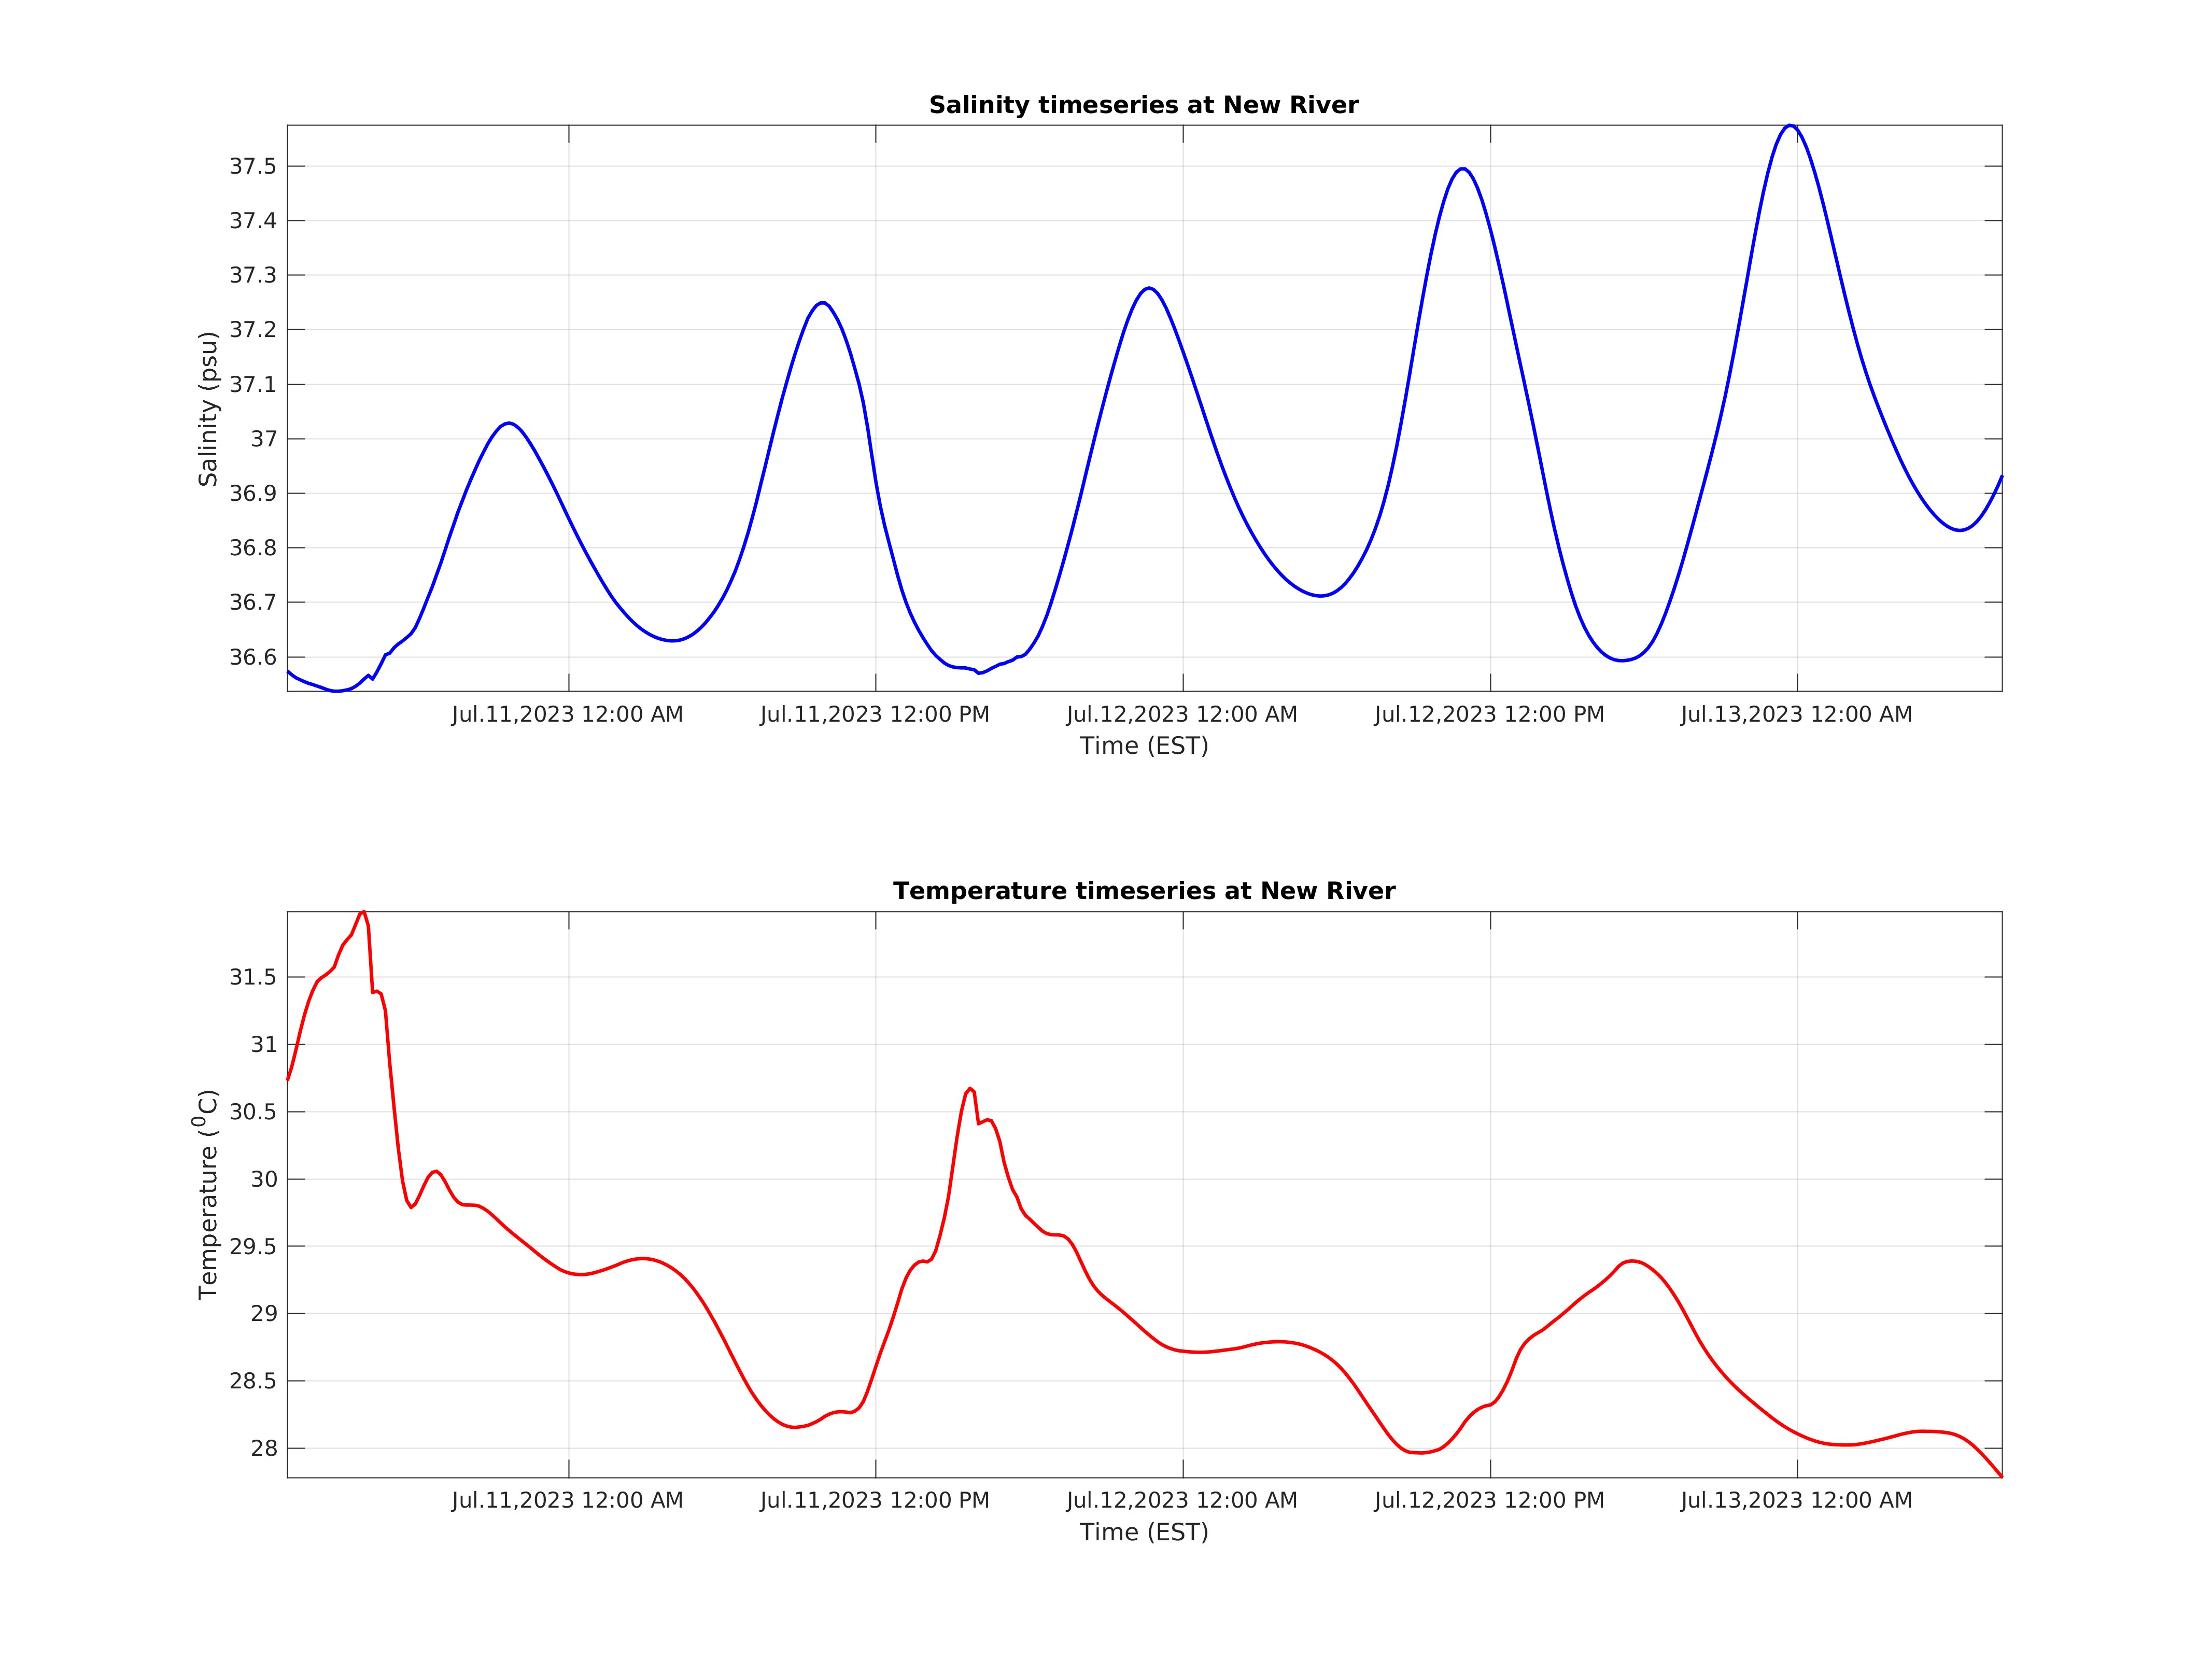 Salinity timeseries at New River
Salinity (psu)
37.5
37.4
37.3
37.2
37.1
37
36.9
36.8
36.7
36.6
Jul.11,2023 12:00 AM Jul.11,2023 12:00 PM Jul.12,2023 12:00 AM Jul.12,2023 12:00 PM Jul.13,2023 12:00 AM
Time (EST)
Temperature timeseries at New River
Temperature (⁰C)
31.5
31
30.5
30
29.5
29
28.5
28
Jul.11,2023 12:00 AM Jul.11,2023 12:00 PM Jul.12,2023 12:00 AM Jul.12,2023 12:00 PM Jul.13,2023 12:00 AM
Time (EST)